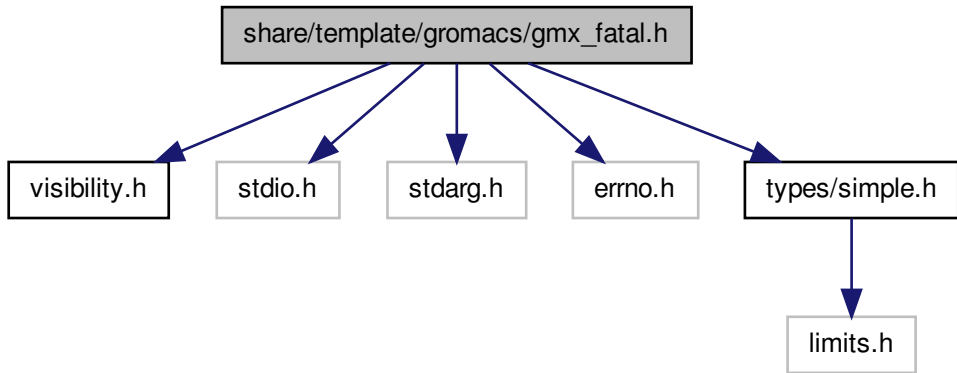 share/template/gromacs/gmx_fatal.h
visibility.h
stdio.h
stdarg.h
errno.h
types/simple.h
limits.h